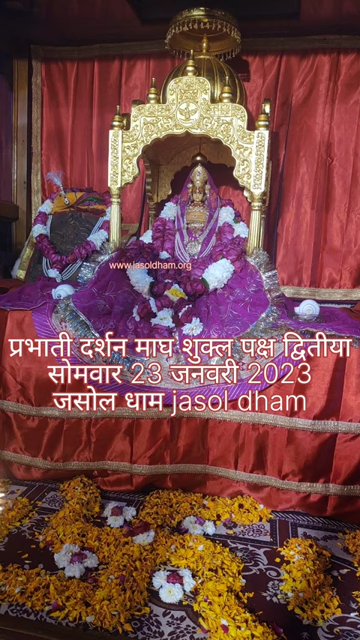 www.jasoldham.org
प्रभाती दर्शन माघ शुक्ल पक्ष द्वितीया
सोमवार 23 जनवरी 2023
जसोल धाम jasol dham